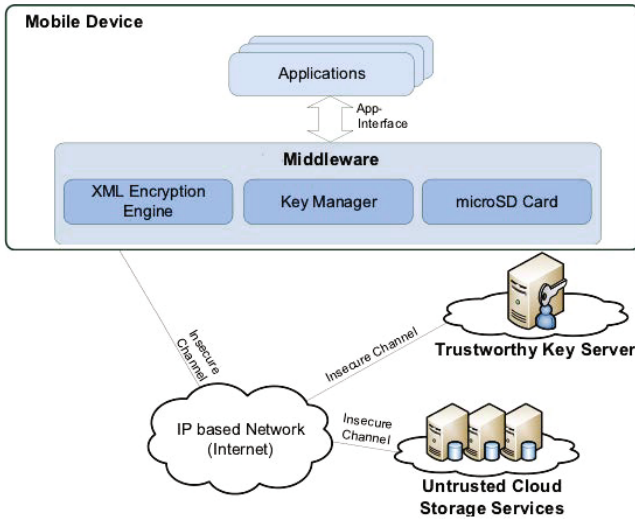 Mobile Device
Applications
App-
Interface
Middleware
XML Encryption
Engine
Key Manager
microSD Card
Insecure
Channel
Insecure Channel
Trustworthy Key Server
IP based Network
(Internet)
Insecure
Channel
Untrusted Cloud
Storage Services